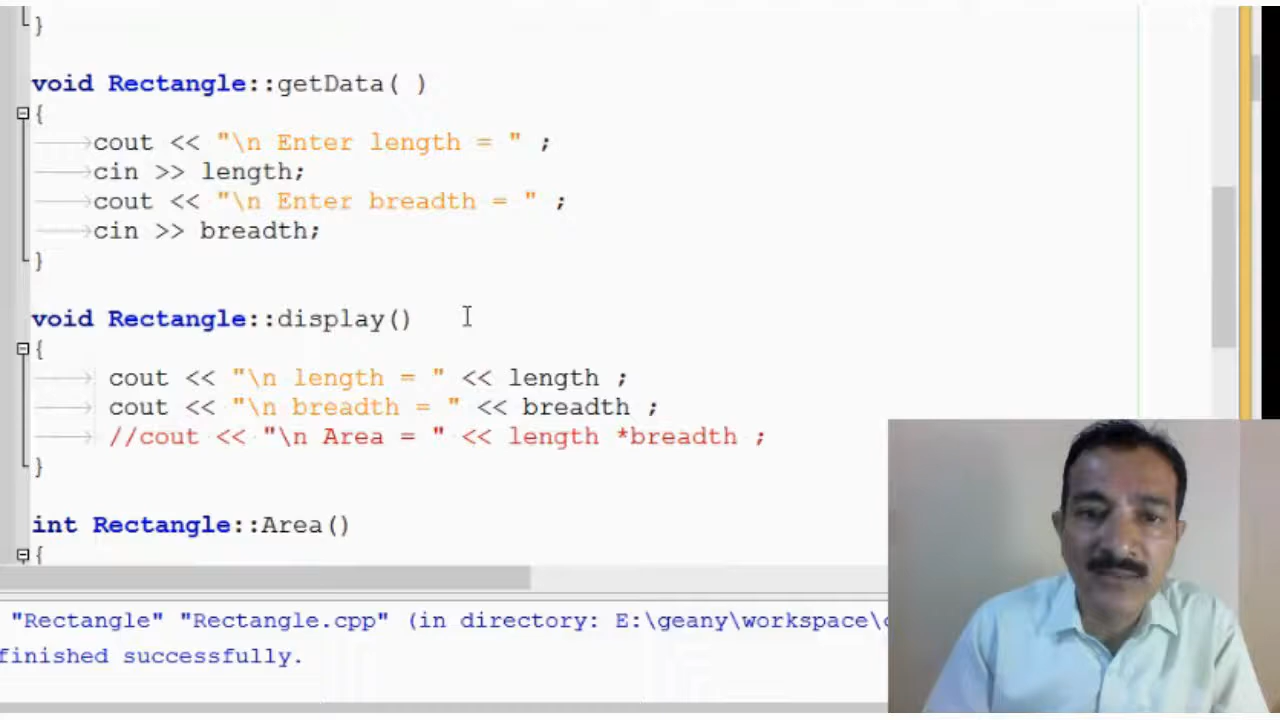 }
void Rectangle::getData( )
{
cout << "\n Enter length = " ;
cin >> length;
cout << "\n Enter breadth = " ;
cin >> breadth;
}
void Rectangle::display()
{
cout << "\n length = " << length ;
cout << "\n breadth = " << breadth ;
//cout << "\n Area = " << length *breadth ;
}
int Rectangle::Area()
{
"Rectangle" "Rectangle.cpp" (in directory: E:\geany\workspace\
finished successfully.